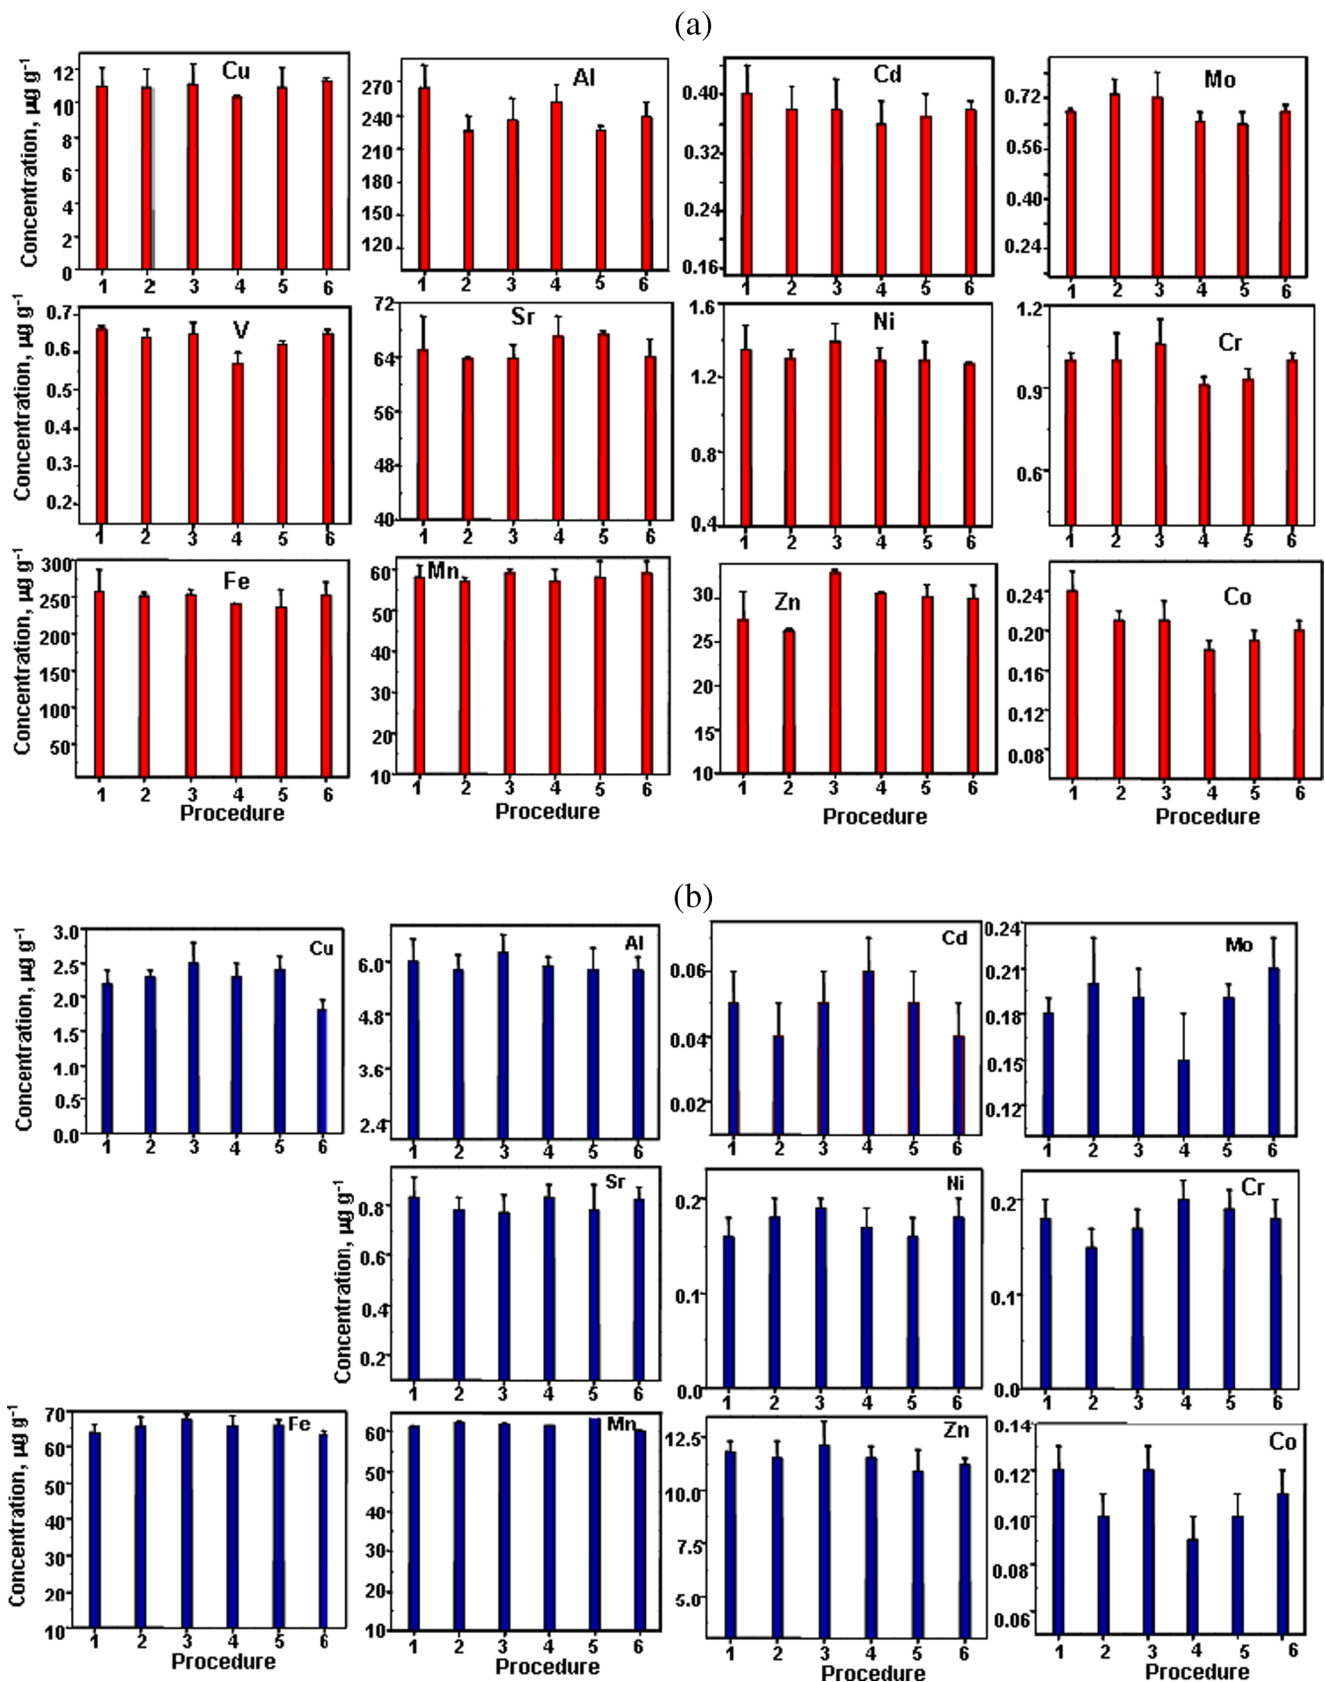 (a)
Concentration, µg g-1
12
10
8
6
4
2
0
Cu
1 2 3 4 5 6
270
240
210
180
150
120
Al
1 2 3 4 5 6
0.40
0.32
0.24
0.16
Cd
1 2 3 4 5 6
0.72
0.56
0.40
0.24
Mo
1 2 3 4 5 6
Concentration, µg g-1
0.7
0.6
0.5
0.4
0.3
0.2
V
1 2 3 4 5 6
72
64
56
48
40
Sr
1 2 3 4 5 6
1.6
1.2
0.8
0.4
Ni
1 2 3 4 5 6
1.2
0.9
0.6
Cr
1 2 3 4 5 6
Concentration, µg g-1
300
250
200
150
100
50
Fe
1 2 3 4 5 6
Procedure
60
50
40
30
20
10
Mn
1 2 3 4 5 6
Procedure
30
25
20
15
10
Zn
1 2 3 4 5 6
Procedure
0.24
0.20
0.16
0.12
0.08
Co
1 2 3 4 5 6
Procedure
(b)
Concentration, µg g-1
3.0
2.5
2.0
1.5
1.0
0.5
0.0
Cu
1 2 3 4 5 6
6.0
4.8
3.6
2.4
Al
1 2 3 4 5 6
0.06
0.04
0.02
Cd
1 2 3 4 5 6
0.24
0.21
0.18
0.15
0.12
Mo
1 2 3 4 5 6
Concentration, µg g-1
0.8
0.6
0.4
0.2
Sr
1 2 3 4 5 6
0.2
0.1
0.0
Ni
1 2 3 4 5 6
0.2
0.1
0.0
Cr
1 2 3 4 5 6
Concentration, µg g-1
70
60
50
40
30
20
10
Fe
1 2 3 4 5 6
Procedure
60
50
40
30
20
10
Mn
1 2 3 4 5 6
Procedure
12.5
10.0
7.5
5.0
Zn
1 2 3 4 5 6
Procedure
0.14
0.12
0.10
0.08
0.06
Co
1 2 3 4 5 6
Procedure